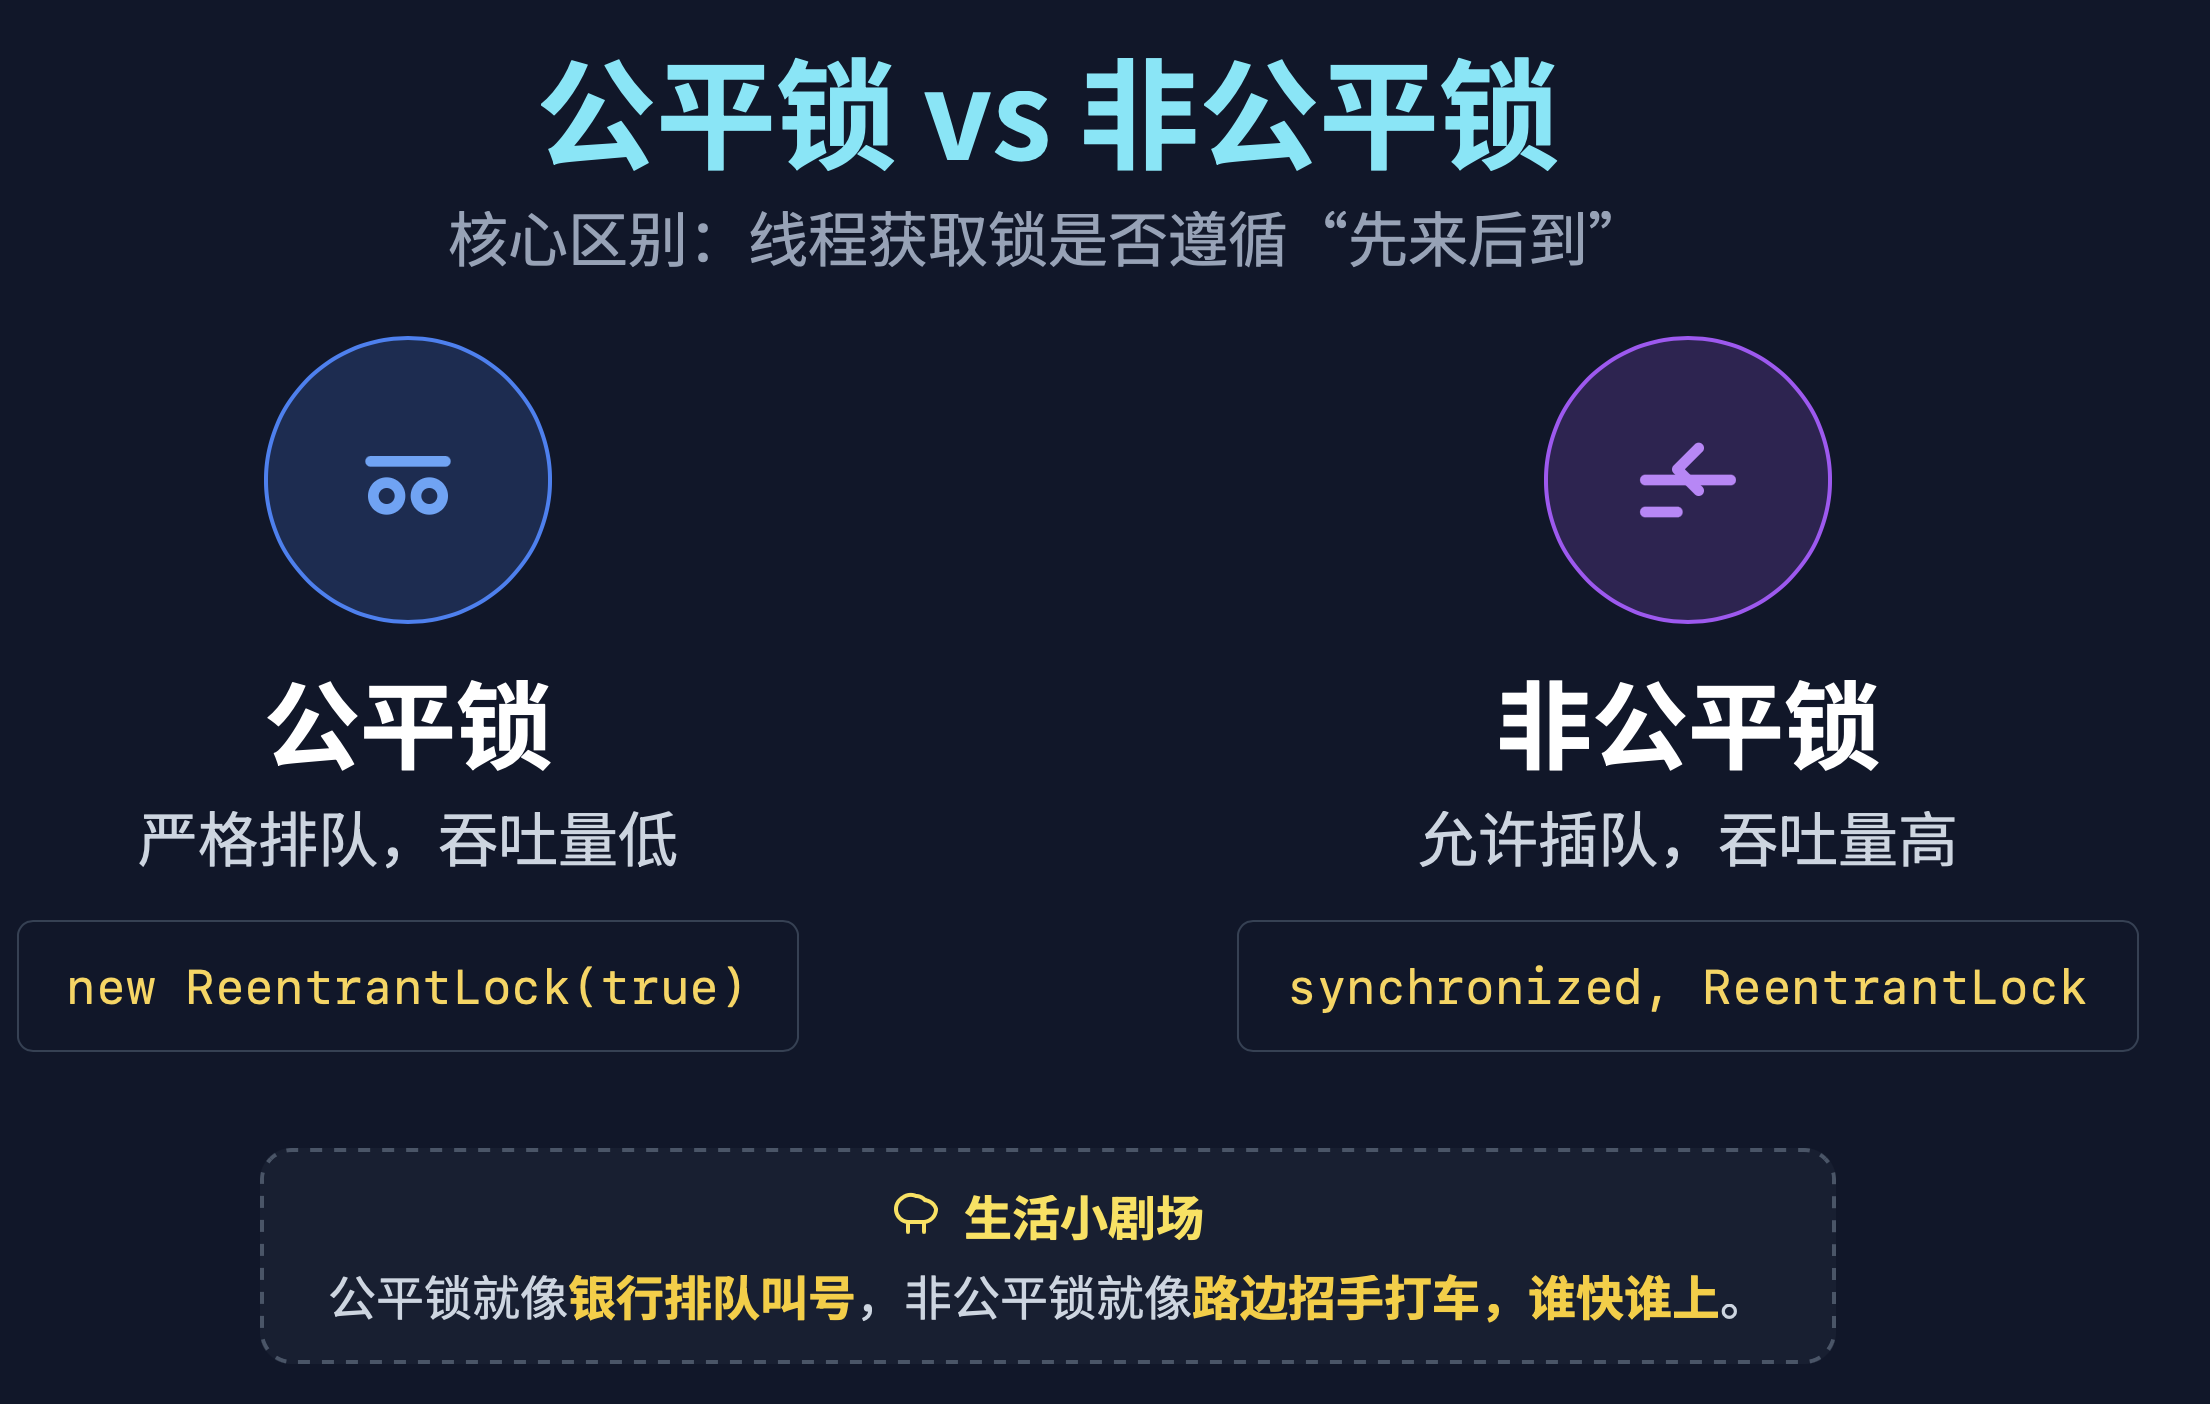 公平锁 vs 非公平锁
核心区别：线程获取锁是否遵循“先来后到”
公平锁
严格排队，吞吐量低
new ReentrantLock(true)
非公平锁
允许插队，吞吐量高
synchronized, ReentrantLock
生活小剧场
公平锁就像银行排队叫号，非公平锁就像路边招手打车，谁快谁上。